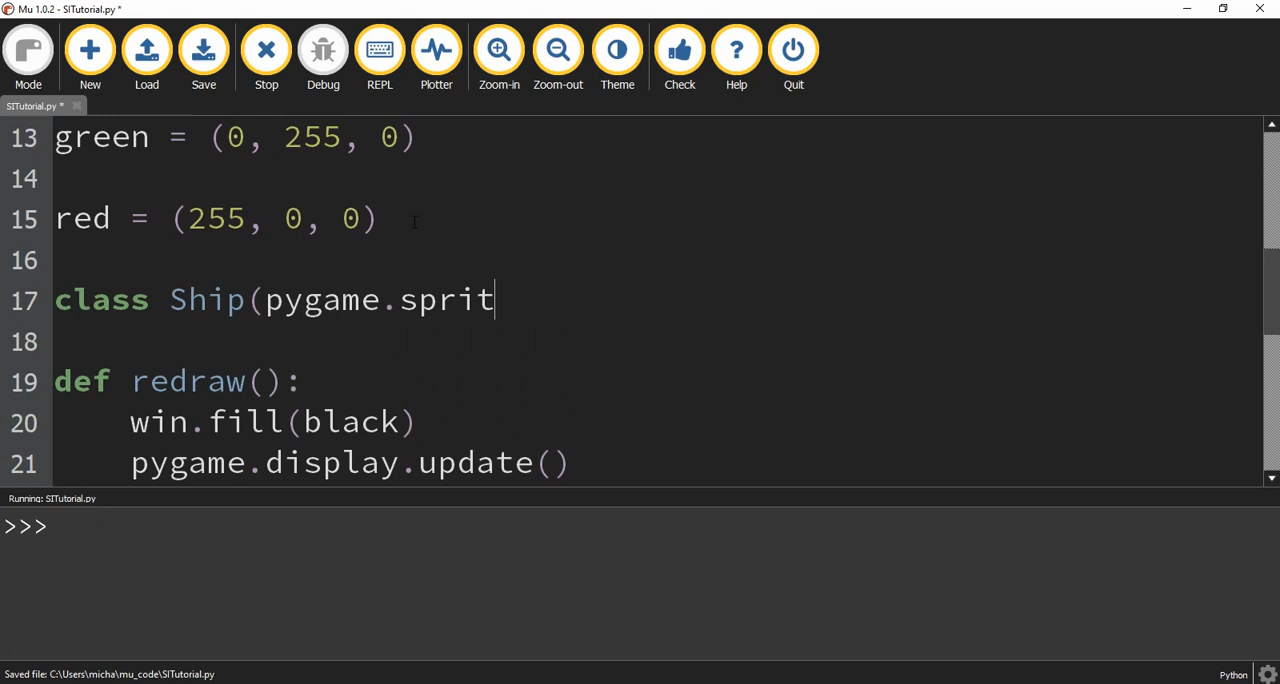 Mu 1.0.2 - SITutorial.py *
Mode New Load Save Stop Debug REPL Plotter Zoom-in Zoom-out Theme Check Help Quit
SITutorial.py *
13 green = (0, 255, 0)
14
15 red = (255, 0, 0)
16
17 class Ship(pygame.sprit
18
19 def redraw():
20 win.fill(black)
21 pygame.display.update()
Running: SITutorial.py
>>>
Saved file: C:\Users\micha\mu_code\SITutorial.py Python